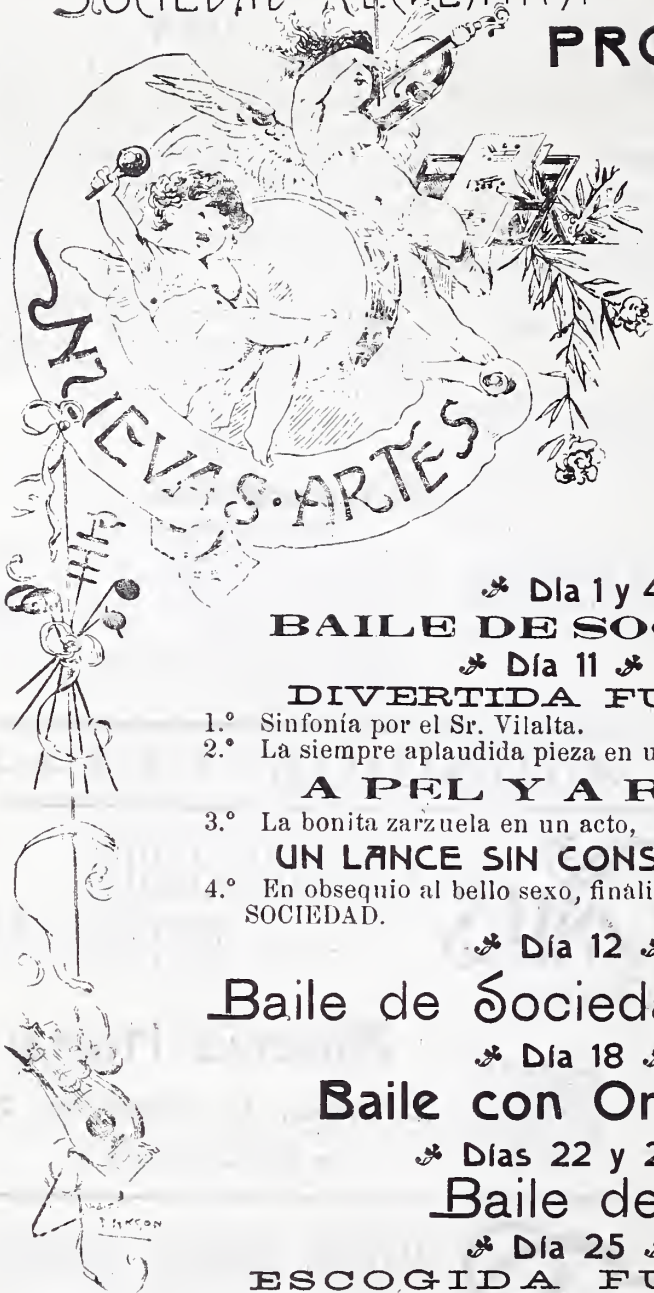 SOCIEDAD
PRO
NUEVAS · ARTES
Día 1 y 4
BAILE DE SO
Día 11
DIVERTIDA FU
1.º Sinfonía por el Sr. Vilalta.
2.º La siempre aplaudida pieza en u
A PEL Y A R
3.º La bonita zarzuela en un acto,
UN LANCE SIN CONS
4.º En obsequio al bello sexo, finali
SOCIEDAD.
Día 12
Baile de Socied
Día 18
Baile con Or
Días 22 y 2
Baile de
Día 25
ESCOGIDA FU